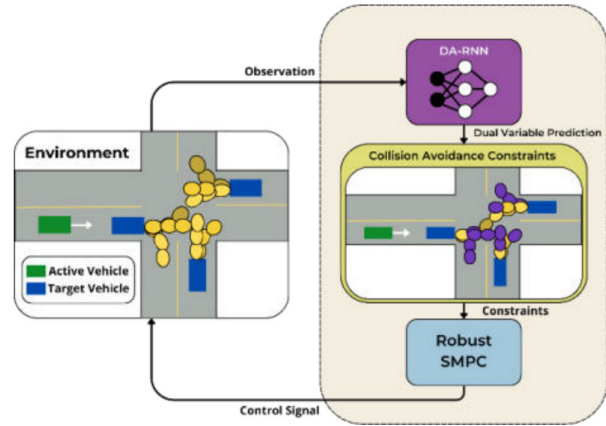 DA-RNN
Observation
Dual Variable Prediction
Environment
Collision Avoidance Constraints
Active Vehicle
Target Vehicle
Constraints
Robust
SMPC
Control Signal